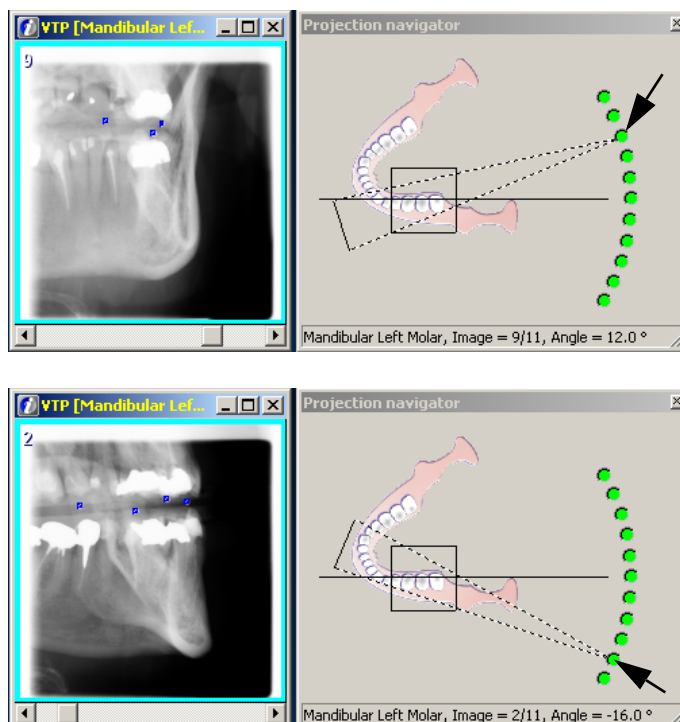 VTP [Mandibular Left...
Projection navigator
9
Mandibular Left Molar, Image = 9/11, Angle = 12.0 °
VTP [Mandibular Lef...
Projection navigator
2
Mandibular Left Molar, Image = 2/11, Angle = -16.0 °